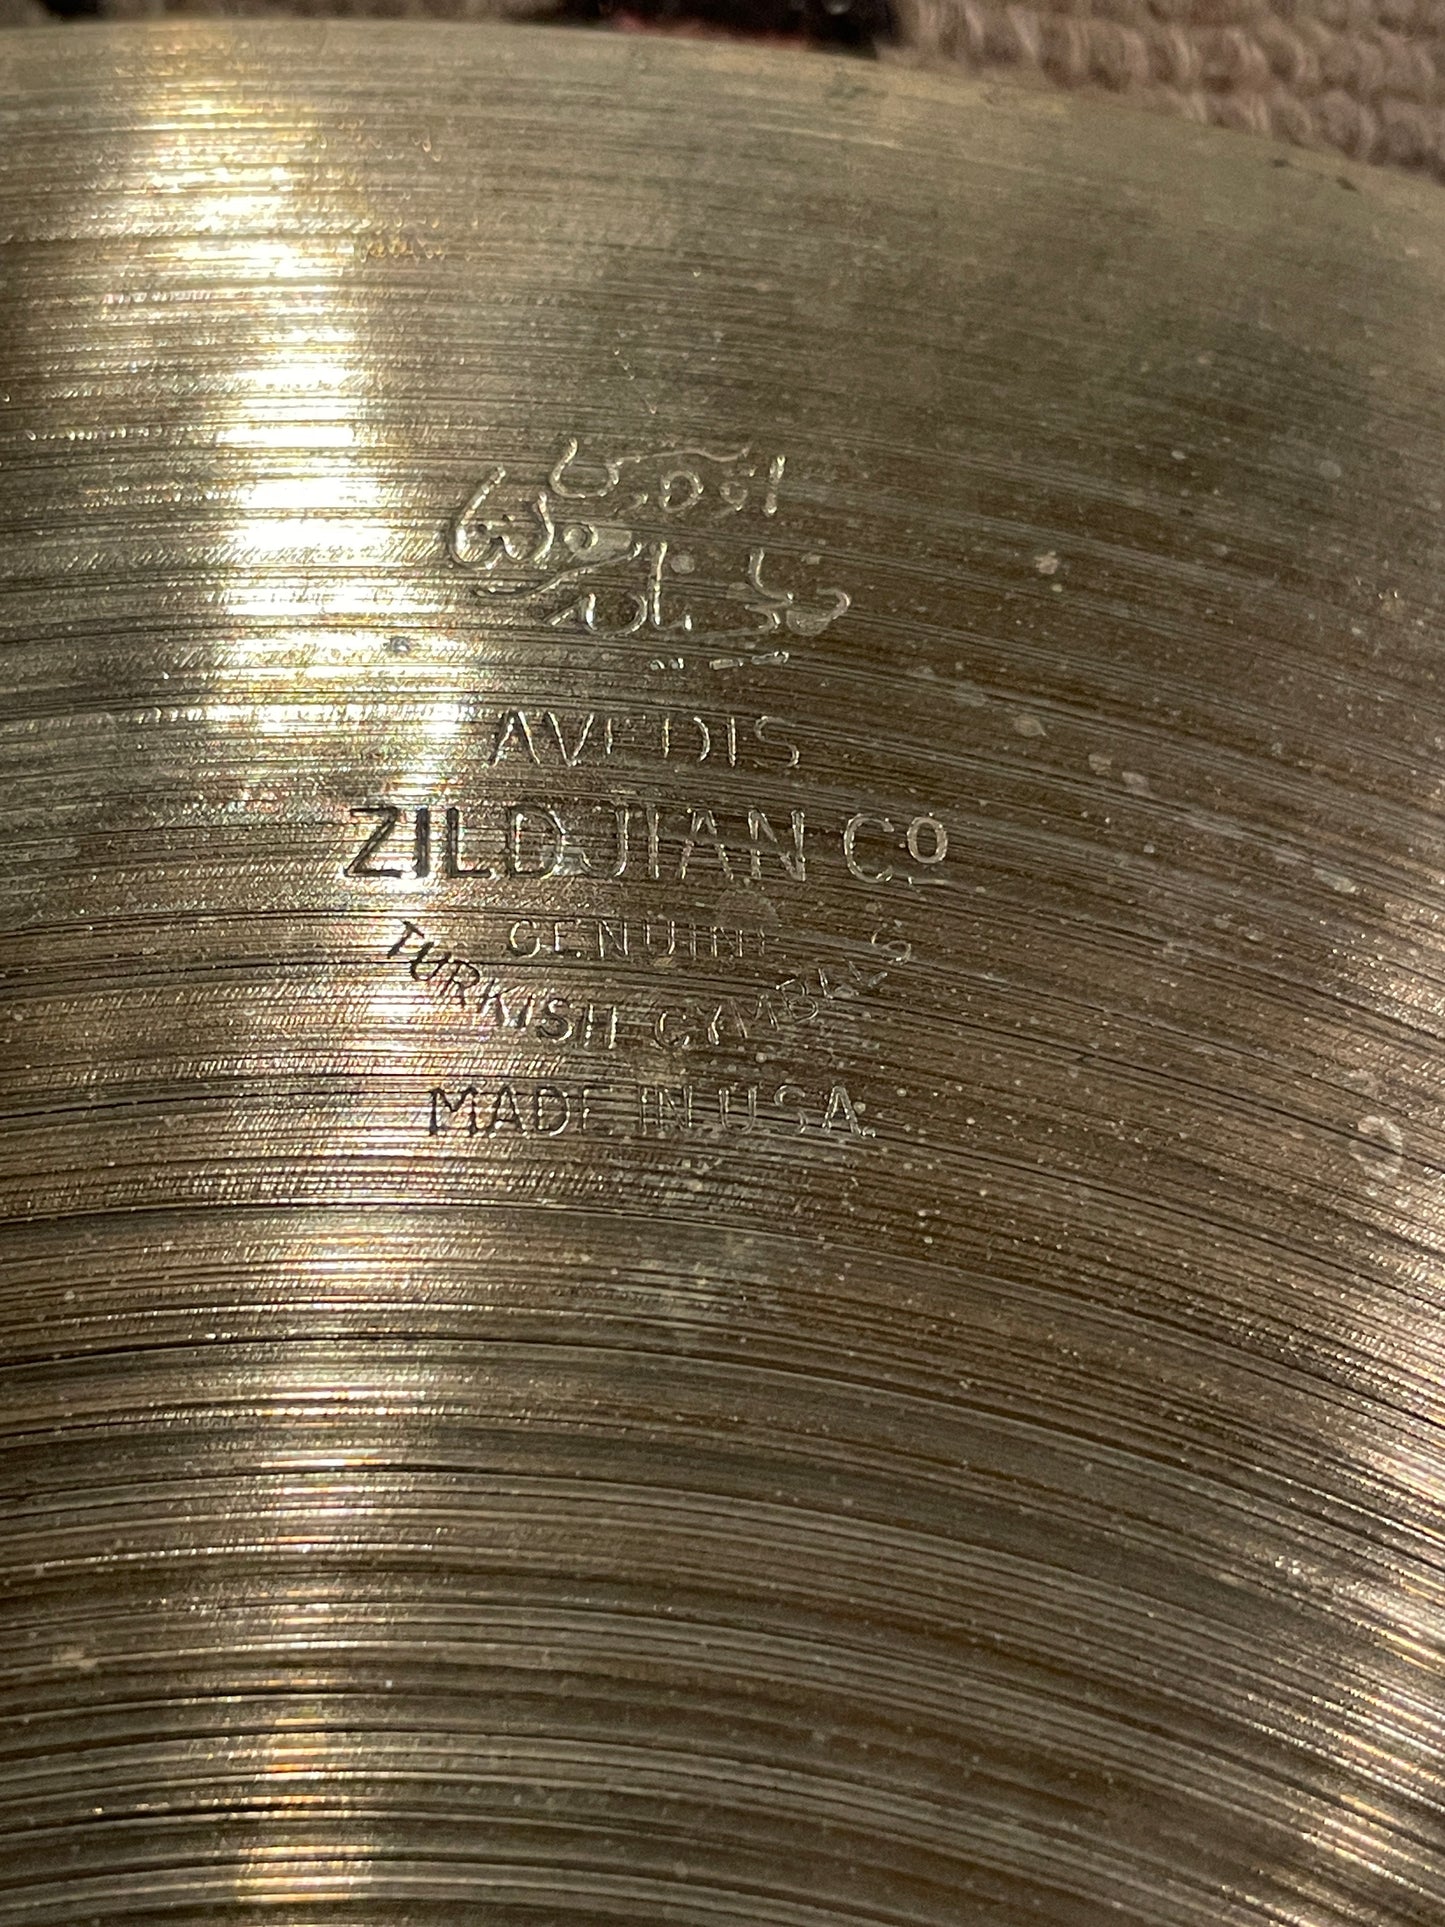 AVEDIS
ZILDJIAN Co
GENUINE
TURKISH CYMBALS
MADE IN U.S.A.